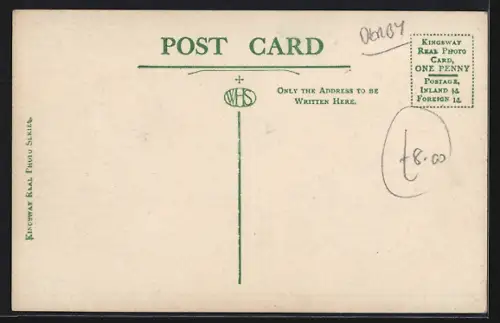 POST CARD
DERBY
KINGSWAY
REAL PHOTO
CARD,
ONE PENNY
POSTAGE,
INLAND ½d.
FOREIGN 1d.
WHS
ONLY THE ADDRESS TO BE
WRITTEN HERE.
£8.00
KINGSWAY REAL PHOTO SERIES.